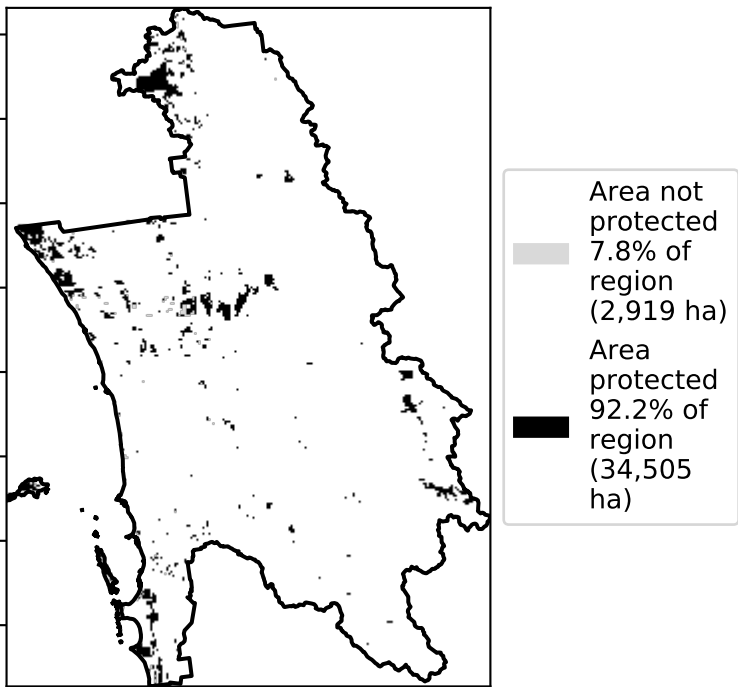 Area not
protected
7.8% of
region
(2,919 ha)
Area
protected
92.2% of
region
(34,505
ha)